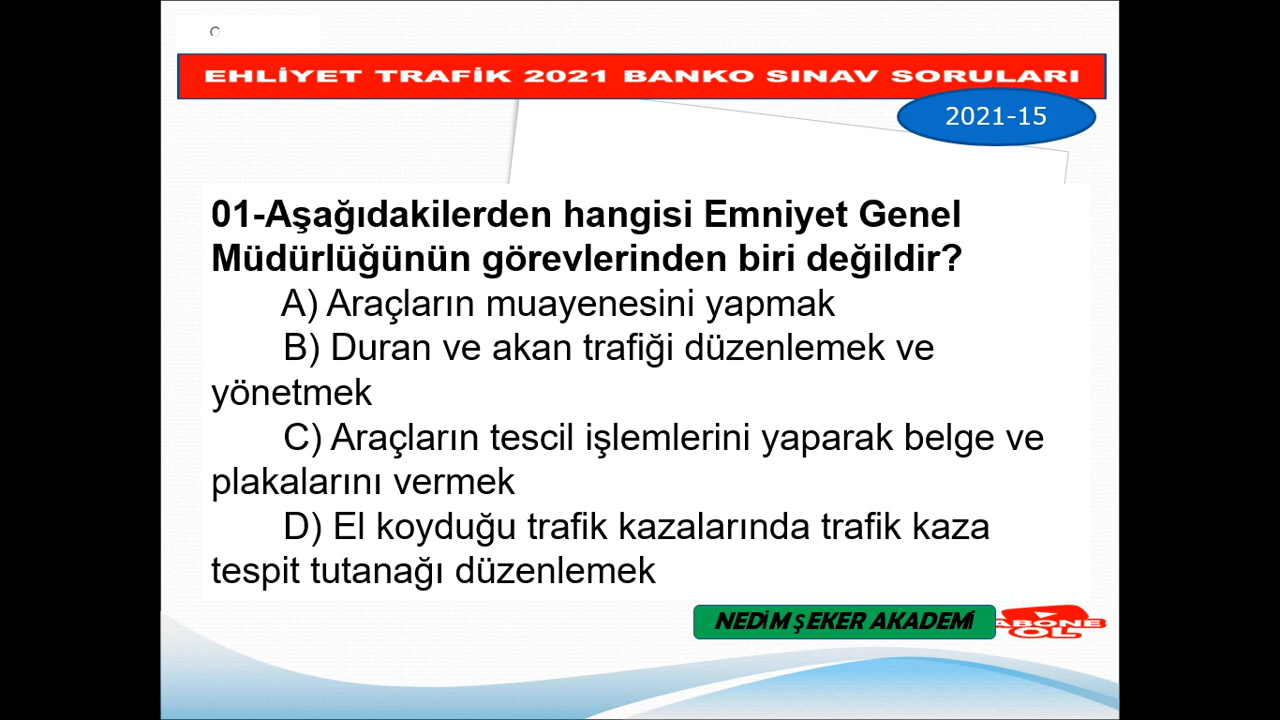 EHLİYET TRAFİK 2021 BANKO SINAV SORULARI
2021-15
01-Aşağıdakilerden hangisi Emniyet Genel
Müdürlüğünün görevlerinden biri değildir?
A) Araçların muayenesini yapmak
B) Duran ve akan trafiği düzenlemek ve
yönetmek
C) Araçların tescil işlemlerini yaparak belge ve
plakalarını vermek
D) El koyduğu trafik kazalarında trafik kaza
tespit tutanağı düzenlemek
NEDİM ŞEKER AKADEMİ
ABONE
OL